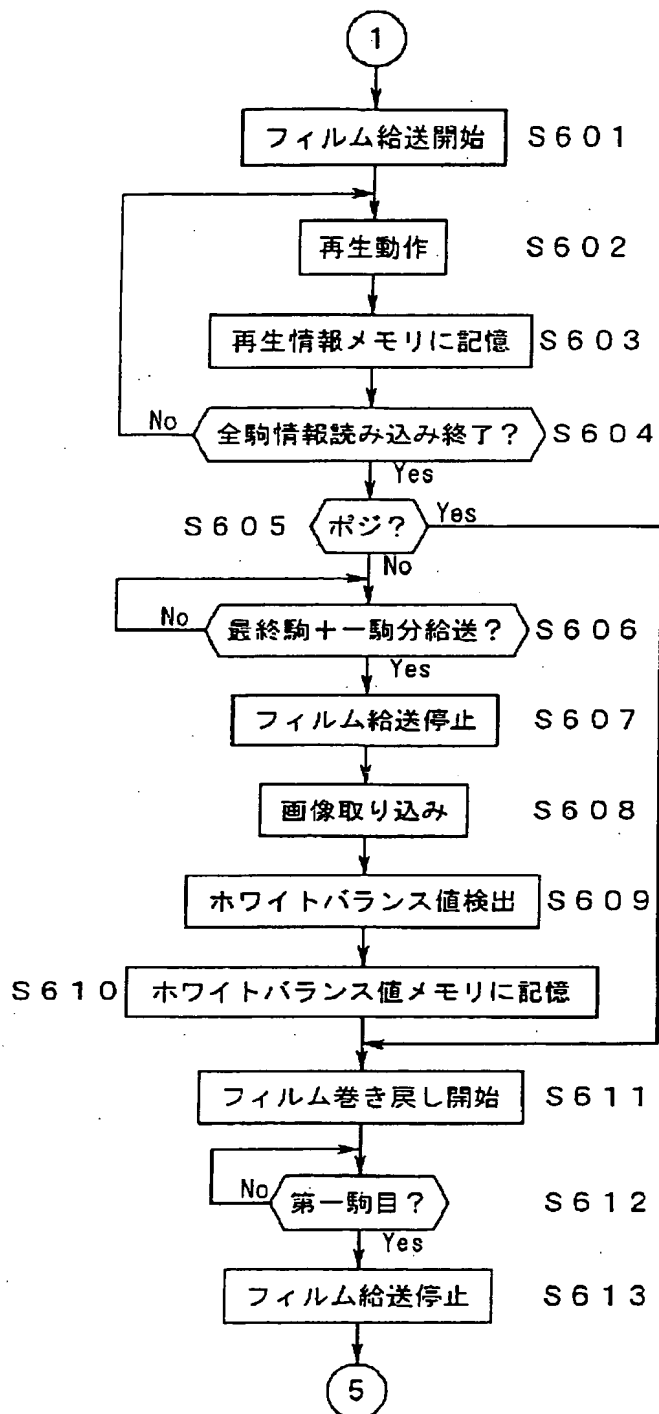 1
フィルム給送開始 S601
再生動作 S602
再生情報メモリに記憶 S603
No 全駒情報読み込み終了? S604
Yes
S605 ポジ? Yes
No
No 最終駒+一駒分給送? S606
Yes
フィルム給送停止 S607
画像取り込み S608
ホワイトバランス値検出 S609
S610 ホワイトバランス値メモリに記憶
フィルム巻き戻し開始 S611
No 第一駒目? S612
Yes
フィルム給送停止 S613
5